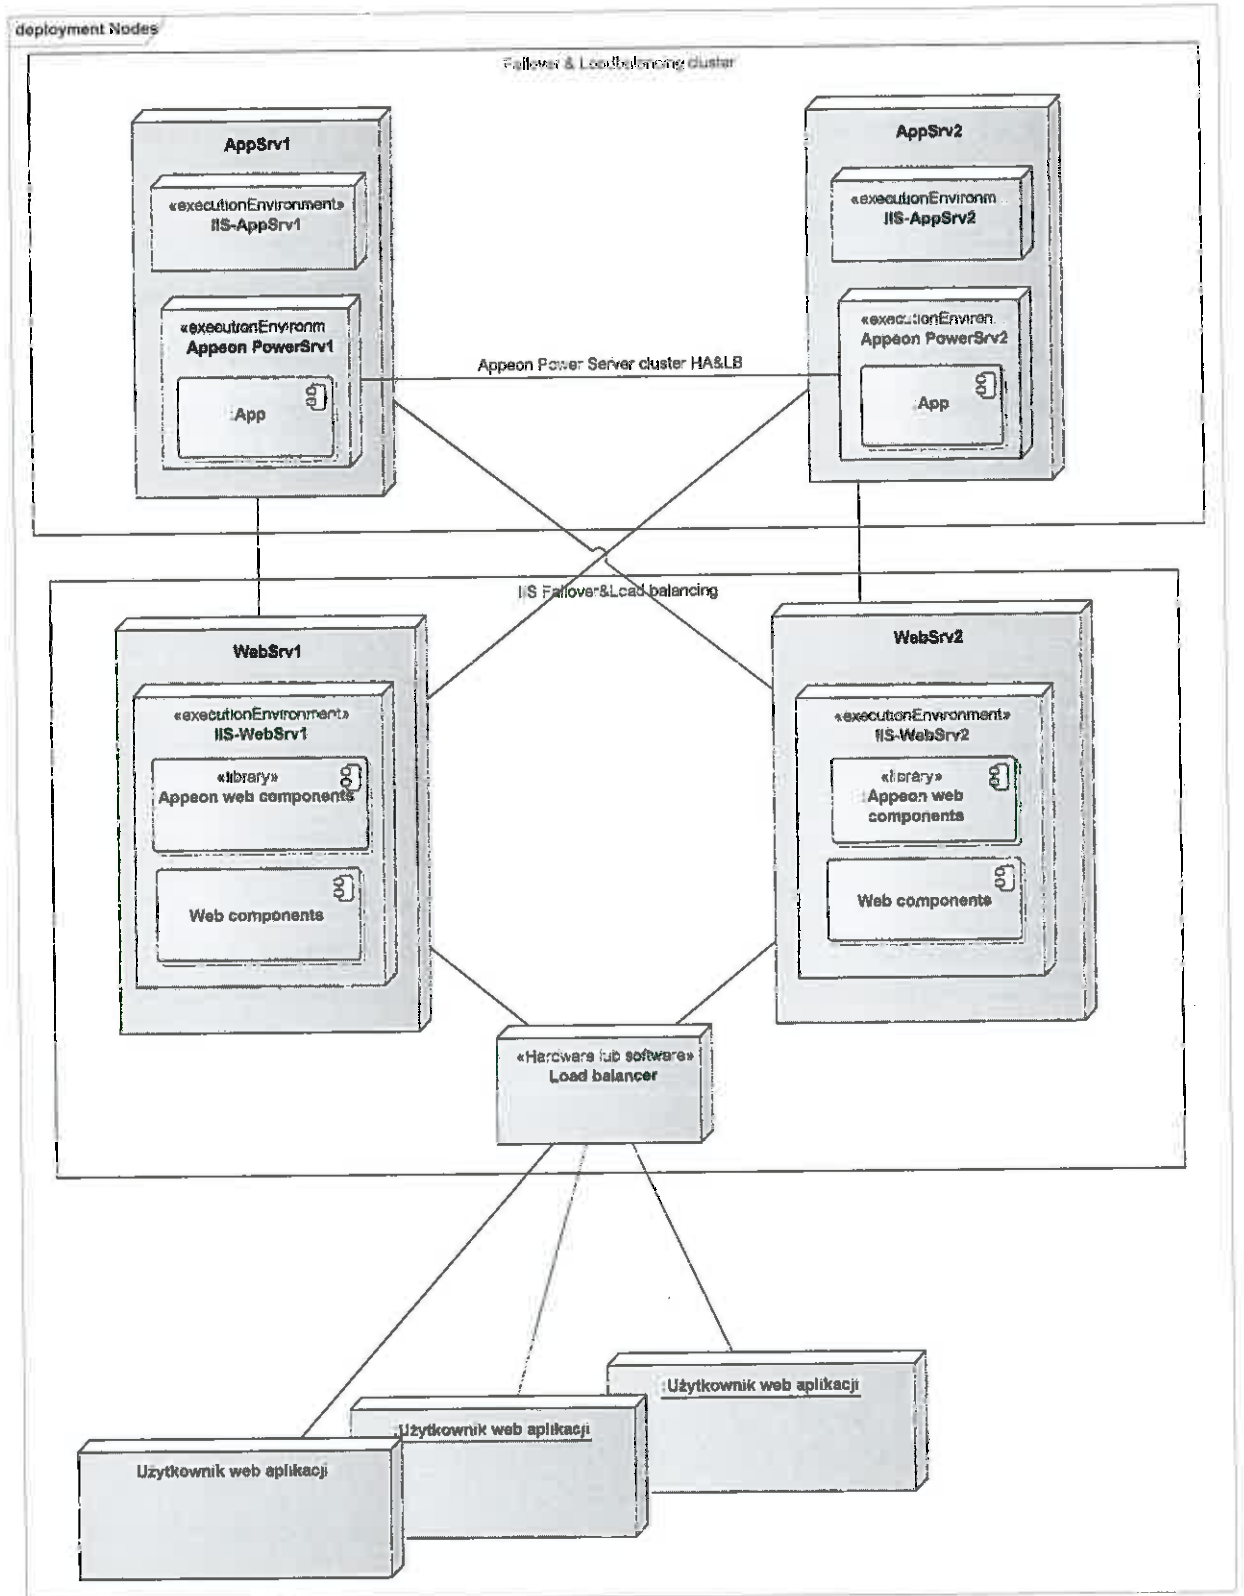 deployment Nodes
Failover & Loadbalancing cluster
AppSrv1
«executionEnvironment»
IIS-AppSrv1
«executionEnvironm
Appeon PowerSrv1
:App
AppSrv2
«executionEnvironm
IIS-AppSrv2
«executionEnviron
Appeon PowerSrv2
:App
Appeon Power Server cluster HA&LB
IIS Failover&Load balancing
WebSrv1
«executionEnvironment»
IIS-WebSrv1
«library»
Appeon web components
Web components
WebSrv2
«executionEnvironment»
IIS-WebSrv2
«library»
Appeon web
components
Web components
«Hardware lub software»
Load balancer
:Użytkownik web aplikacji
:Użytkownik web aplikacji
Użytkownik web aplikacji